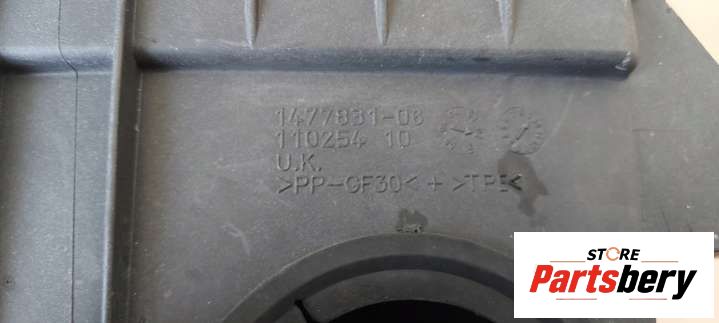 1477831-08
110254 10
U.K.
>PP-GF30< + >TPE<
STORE
Partsbery